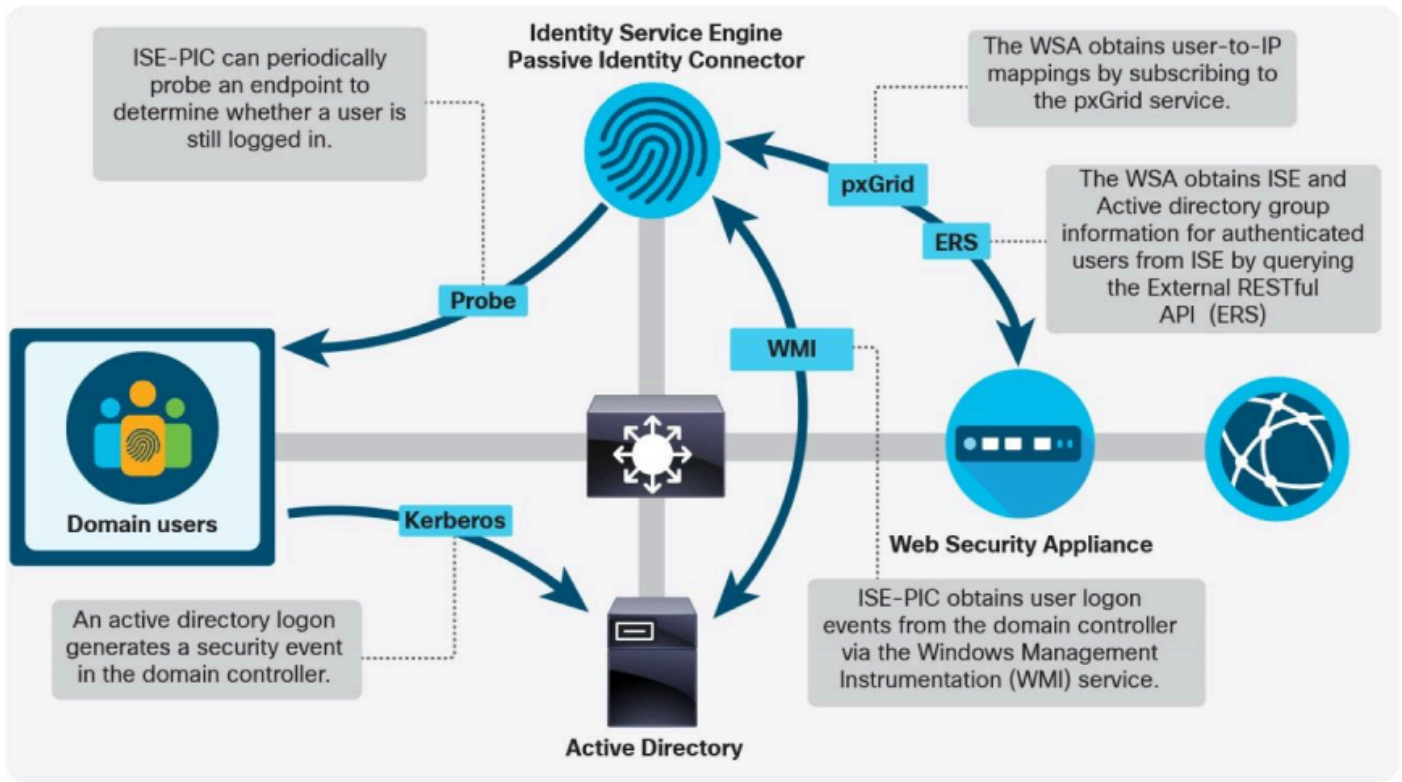 Identity Service Engine
Passive Identity Connector
ISE-PIC can periodically
probe an endpoint to
determine whether a user is
still logged in.
The WSA obtains user-to-IP
mappings by subscribing to
the pxGrid service.
pxGrid
The WSA obtains ISE and
Active directory group
information for authenticated
users from ISE by querying
the External RESTful
API (ERS)
ERS
Probe
WMI
Domain users
Kerberos
Web Security Appliance
An active directory logon
generates a security event
in the domain controller.
ISE-PIC obtains user logon
events from the domain controller
via the Windows Management
Instrumentation (WMI) service.
Active Directory